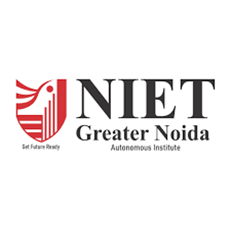 NIET
Greater Noida
Get Future Ready
Autonomous Institute